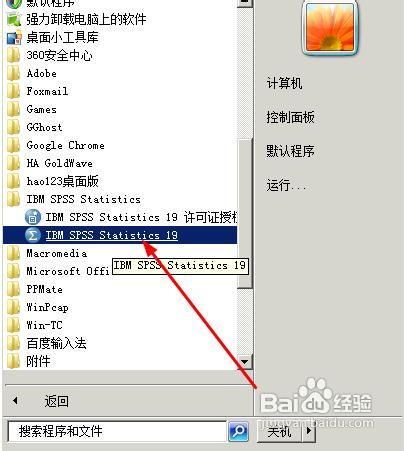 默认程序
强力卸载电脑上的软件
桌面小工具库
360安全中心
Adobe
Foxmail
Games
GGhost
Google Chrome
HA GoldWave
hao123桌面版
IBM SPSS Statistics
IBM SPSS Statistics 19 许可证授权
IBM SPSS Statistics 19
Macromedia
IBM SPSS Statistics 19
Microsoft Offi
PPMate
WinPcap
Win-TC
百度输入法
附件
返回
搜索程序和文件
计算机
控制面板
默认程序
运行...
关机
Baidu 经验
jingyan.baidu.com